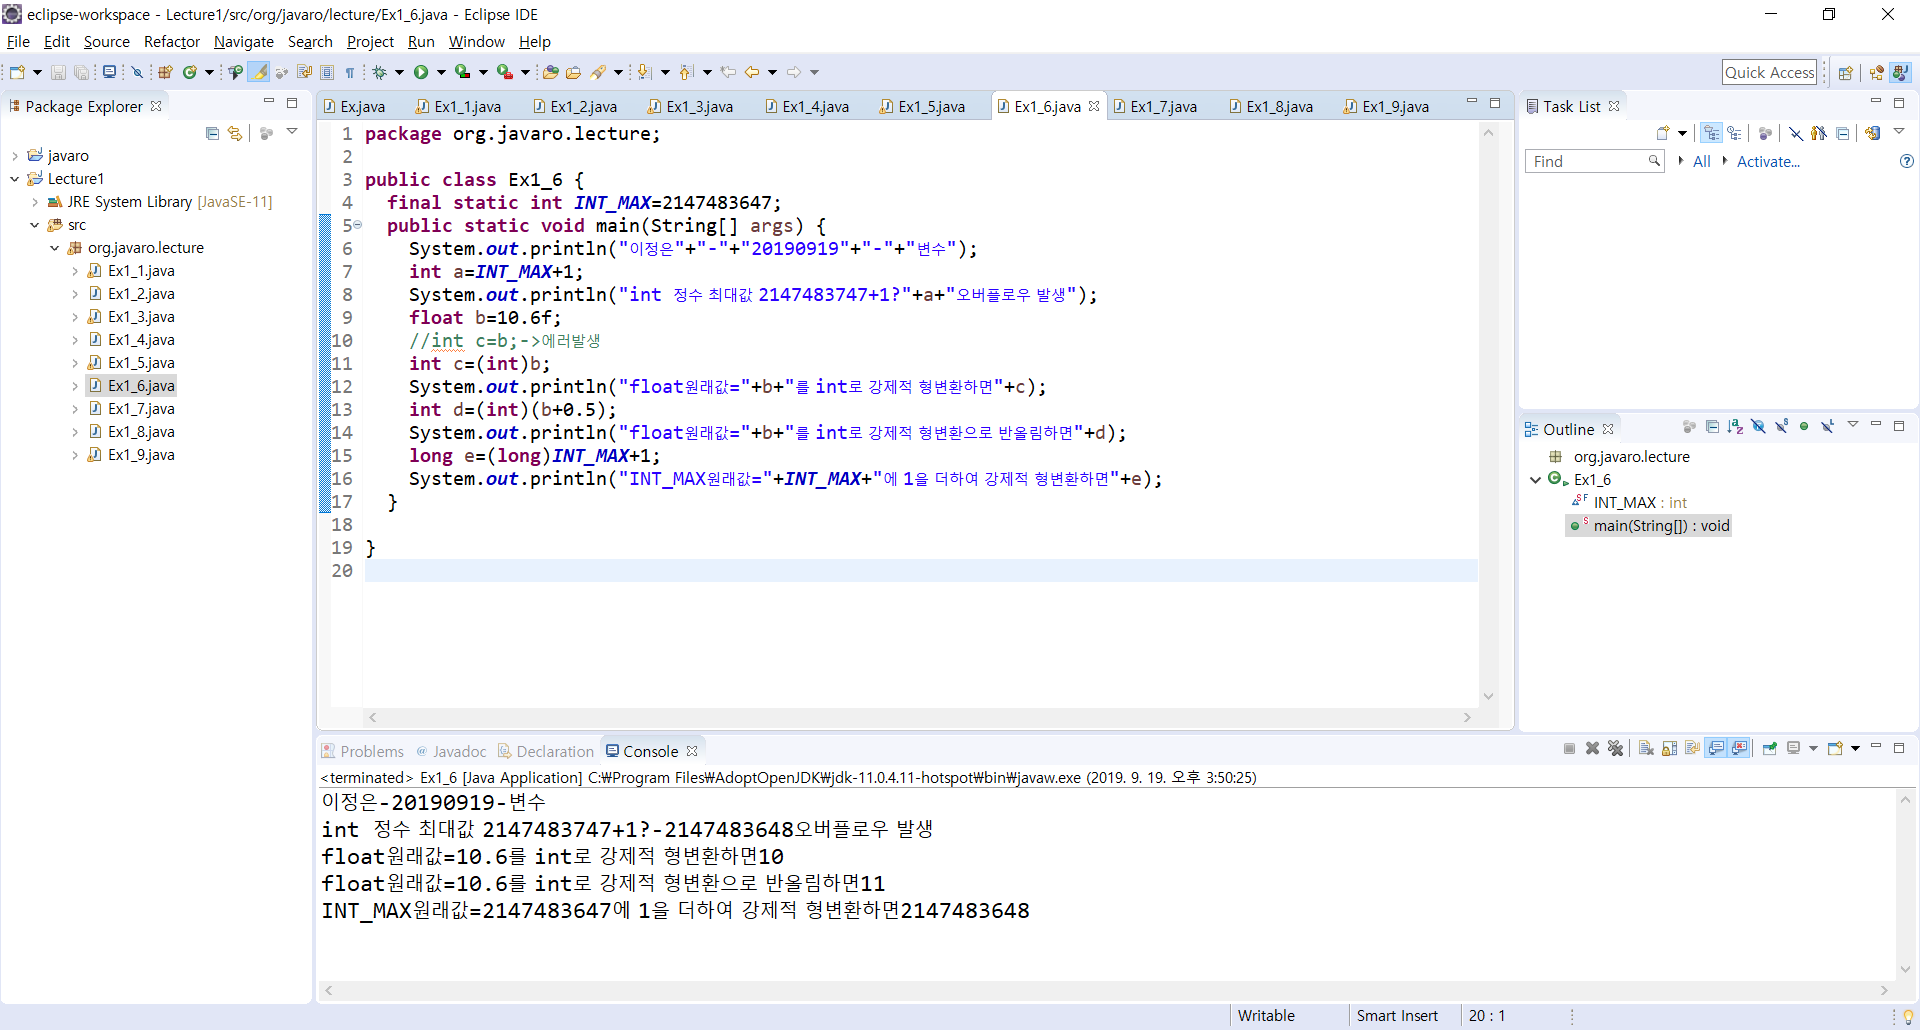 eclipse-workspace - Lecture1/src/org/javaro/lecture/Ex1_6.java - Eclipse IDE
File Edit Source Refactor Navigate Search Project Run Window Help
Quick Access
Package Explorer
javaro
Lecture1
JRE System Library [JavaSE-11]
src
org.javaro.lecture
Ex1_1.java
Ex1_2.java
Ex1_3.java
Ex1_4.java
Ex1_5.java
Ex1_6.java
Ex1_7.java
Ex1_8.java
Ex1_9.java
Ex.java Ex1_1.java Ex1_2.java Ex1_3.java Ex1_4.java Ex1_5.java Ex1_6.java Ex1_7.java Ex1_8.java Ex1_9.java
1 package org.javaro.lecture;
2
3 public class Ex1_6 {
4 final static int INT_MAX=2147483647;
5 public static void main(String[] args) {
6 System.out.println("이정은"+"-"+"20190919"+"-"+"변수");
7 int a=INT_MAX+1;
8 System.out.println("int 정수 최대값 2147483747+1?"+a+"오버플로우 발생");
9 float b=10.6f;
10 //int c=b;->에러발생
11 int c=(int)b;
12 System.out.println("float원래값="+b+"를 int로 강제적 형변환하면"+c);
13 int d=(int)(b+0.5);
14 System.out.println("float원래값="+b+"를 int로 강제적 형변환으로 반올림하면"+d);
15 long e=(long)INT_MAX+1;
16 System.out.println("INT_MAX원래값="+INT_MAX+"에 1을 더하여 강제적 형변환하면"+e);
17 }
18
19 }
20
Task List
Find All Activate...
Outline
org.javaro.lecture
Ex1_6
INT_MAX : int
main(String[]) : void
Problems Javadoc Declaration Console
<terminated> Ex1_6 [Java Application] C:₩Program Files₩AdoptOpenJDK₩jdk-11.0.4.11-hotspot₩bin₩javaw.exe (2019. 9. 19. 오후 3:50:25)
이정은-20190919-변수
int 정수 최대값 2147483747+1?-2147483648오버플로우 발생
float원래값=10.6를 int로 강제적 형변환하면10
float원래값=10.6를 int로 강제적 형변환으로 반올림하면11
INT_MAX원래값=2147483647에 1을 더하여 강제적 형변환하면2147483648
Writable Smart Insert 20 : 1